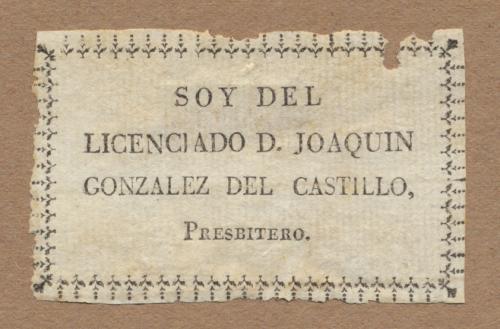 SOY DEL
LICENCIADO D. JOAQUIN
GONZALEZ DEL CASTILLO,
PRESBITERO.